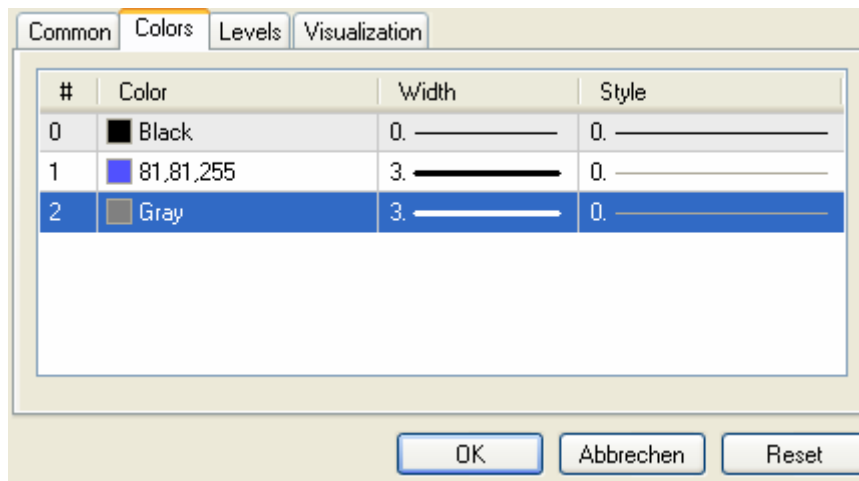 Common Colors Levels Visualization
# Color Width Style
0 Black 0. 0.
1 81,81,255 3. 0.
2 Gray 3. 0.
OK Abbrechen Reset